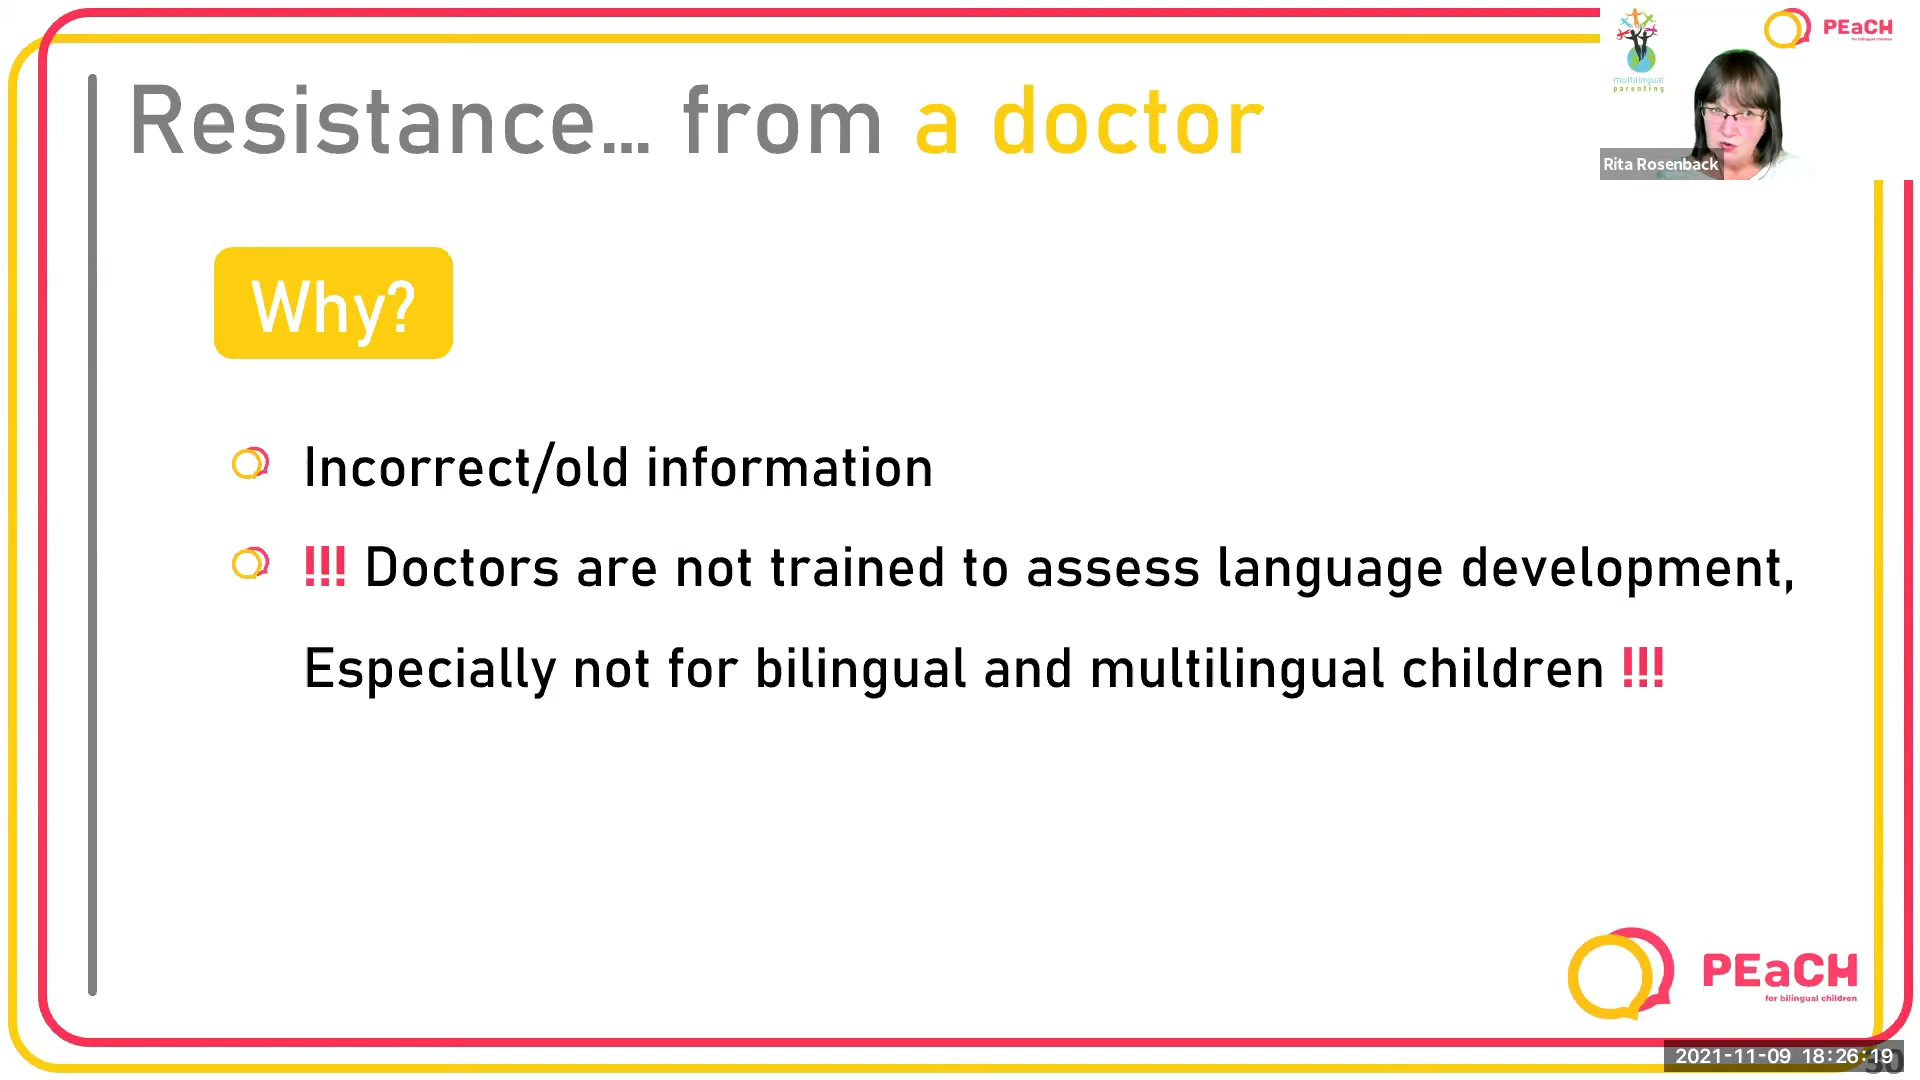 Resistance... from a doctor
multilingual
parenting
PEaCH
for bilingual children
Rita Rosenback
Why?
Incorrect/old information
!!! Doctors are not trained to assess language development,
Especially not for bilingual and multilingual children !!!
PEaCH
for bilingual children
2021-11-09 18:26:19
30